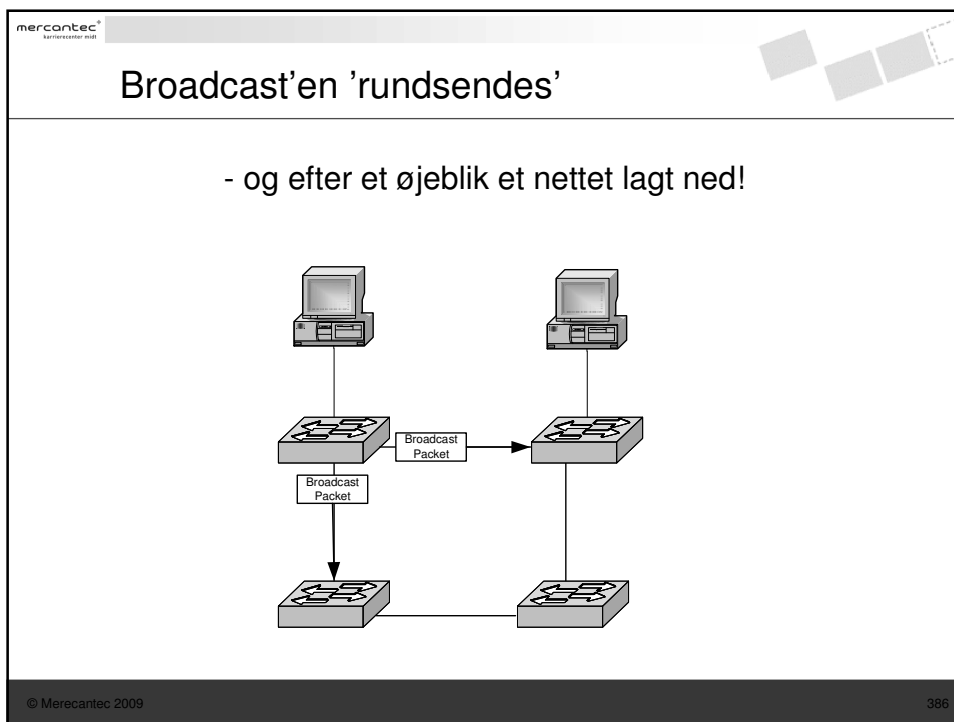 mercantec+
karrierecenter midt
Broadcast'en 'rundsendes'
- og efter et øjeblik et nettet lagt ned!
Broadcast
Packet
Broadcast
Packet
© Merecantec 2009
386